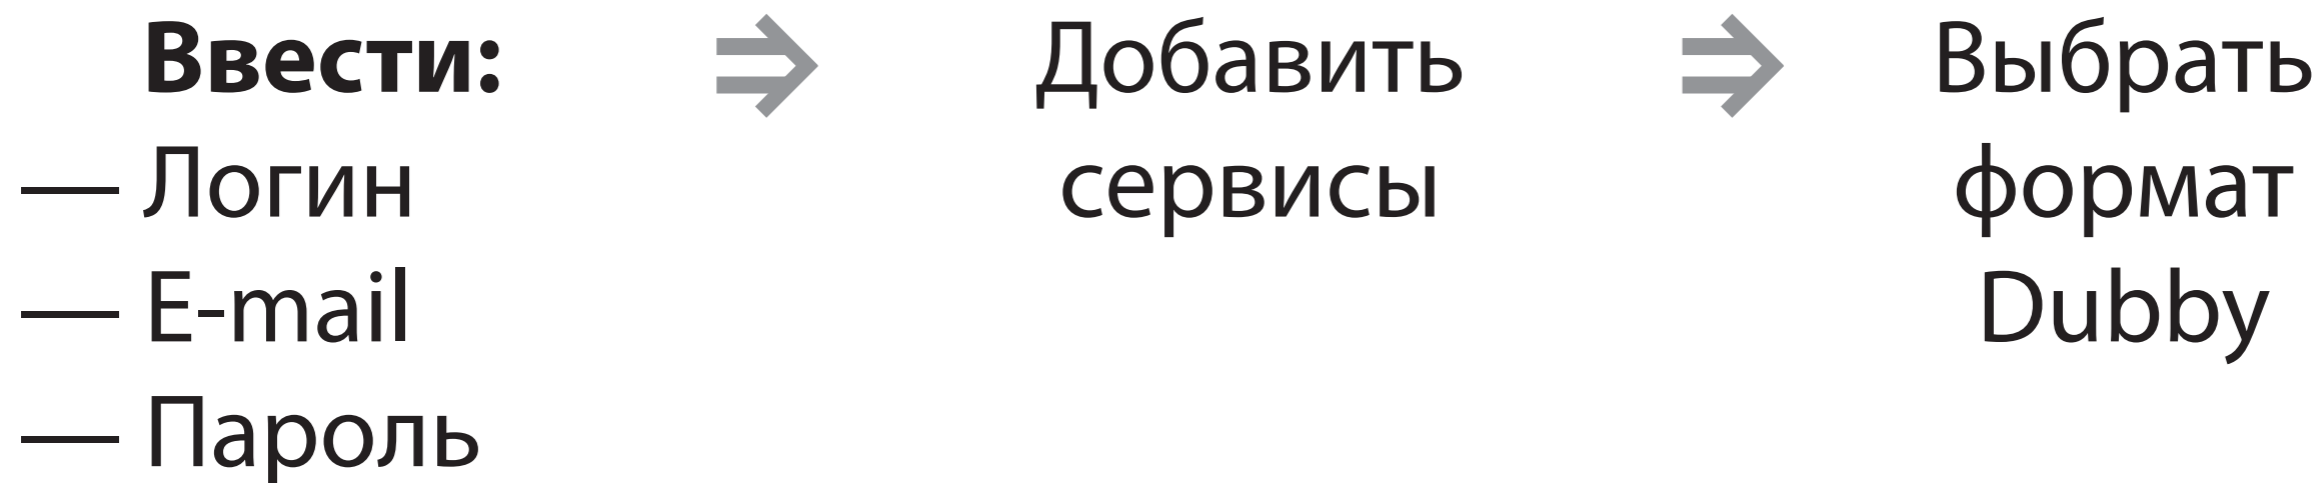 Ввести:
— Логин
— E-mail
— Пароль
⇒
Добавить
сервисы
⇒
Выбрать
формат
Dubby